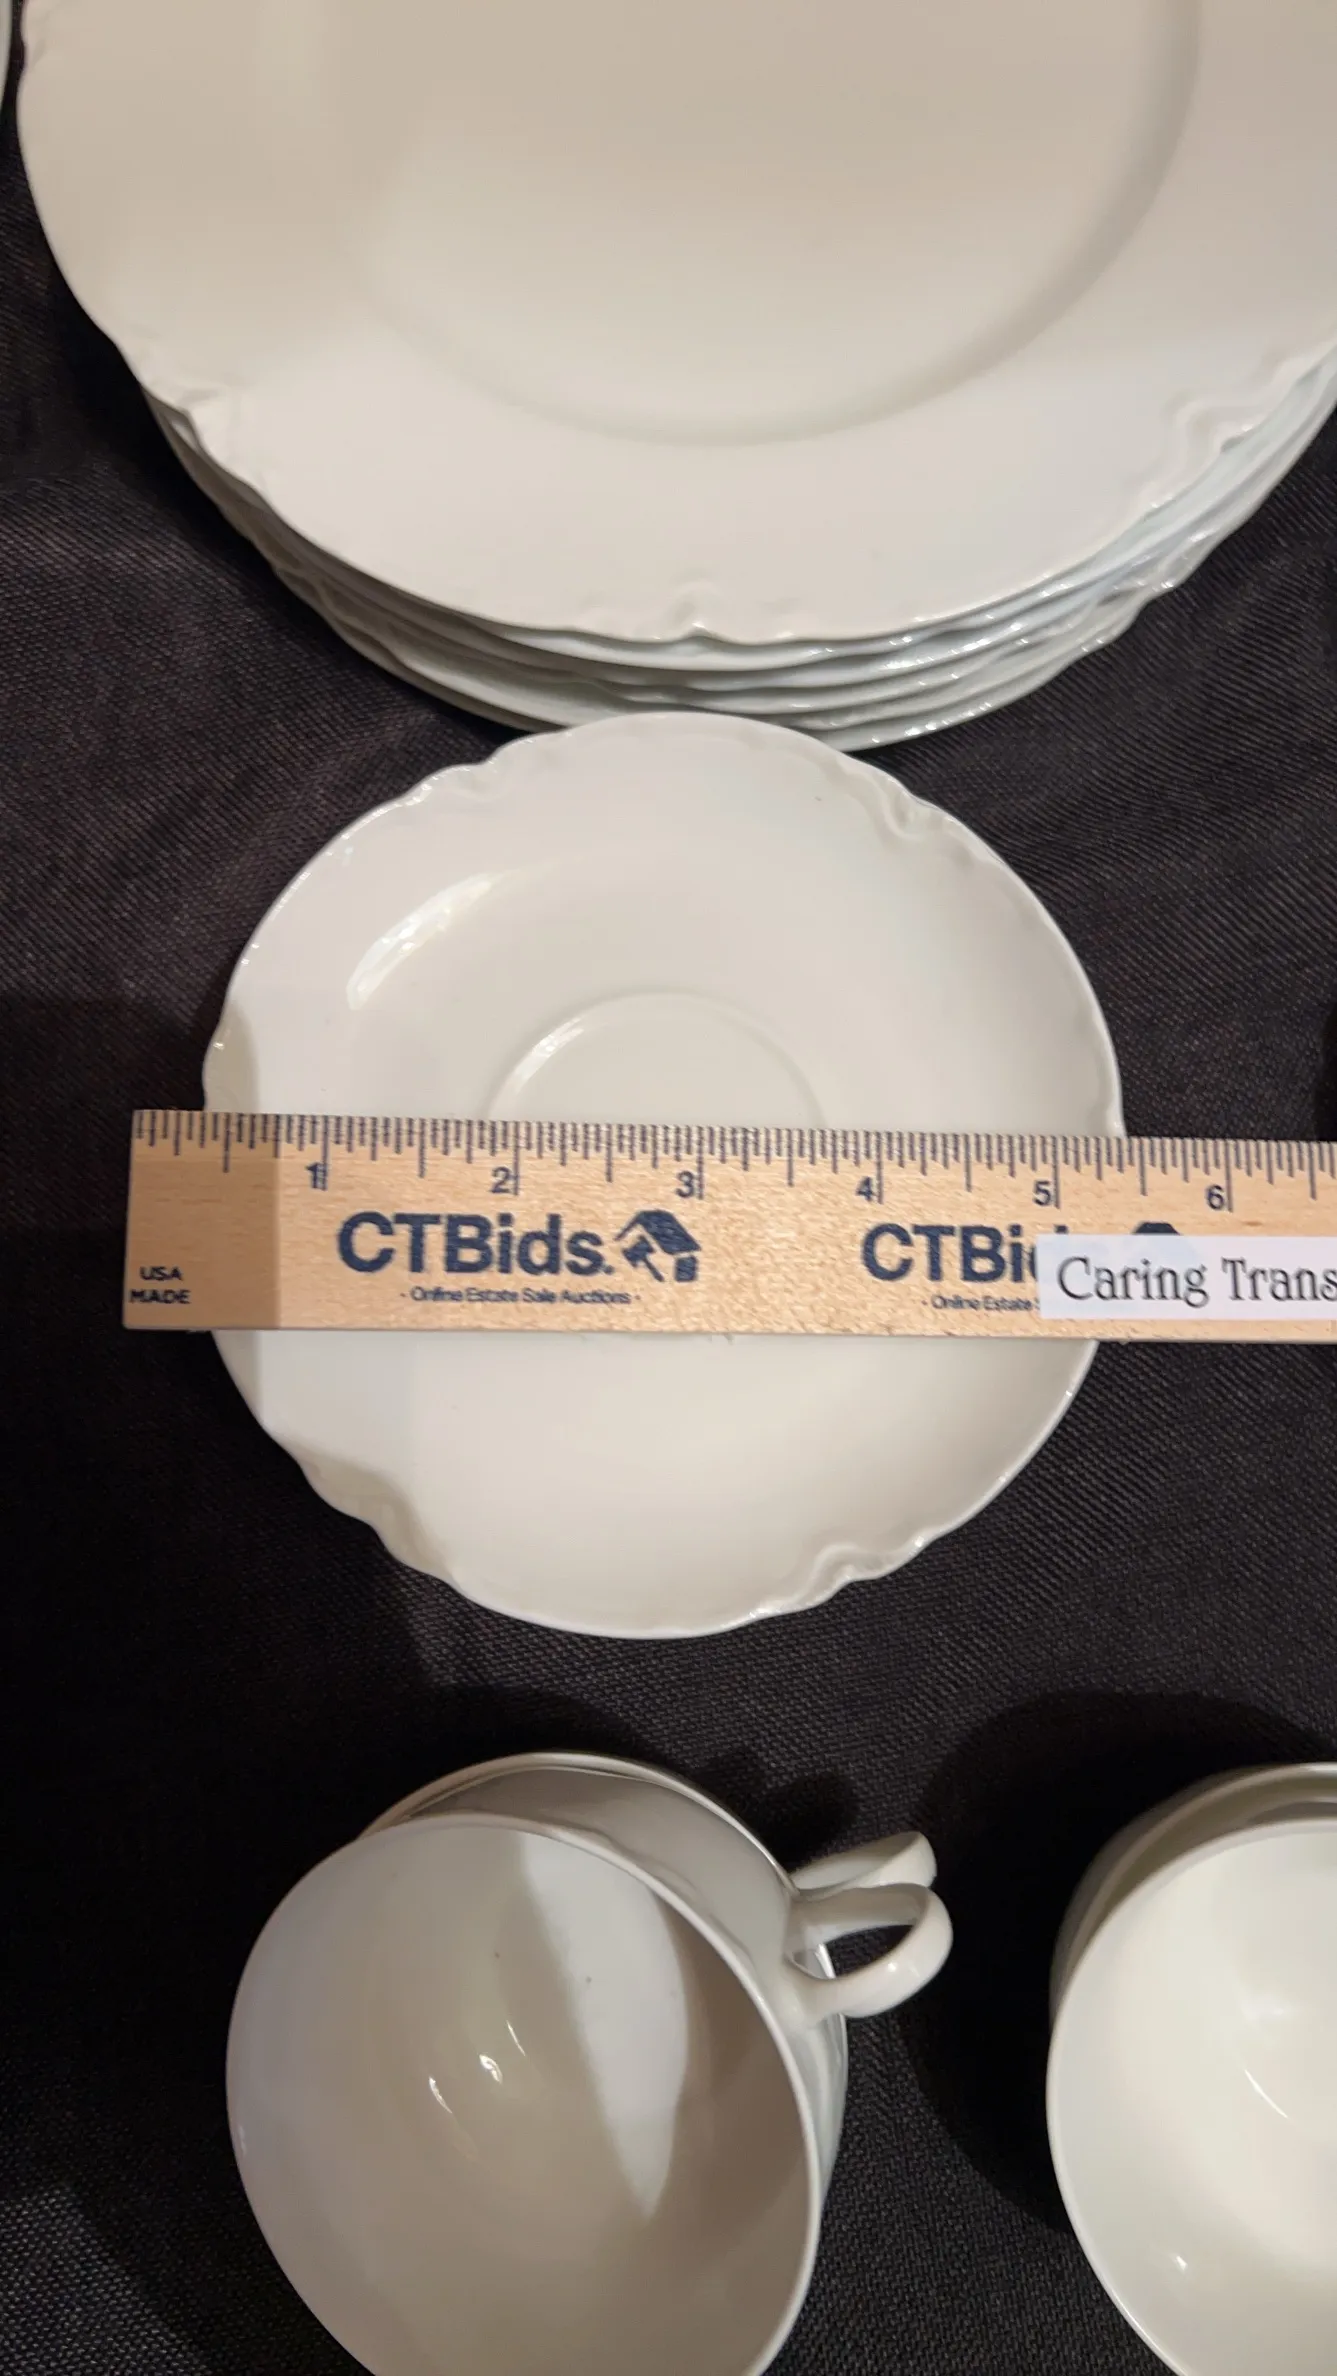 1 2 3 4 5 6
CTBids. CTBi
- Online Estate Sale Auctions - - Online Estate
USA
MADE
Caring Trans